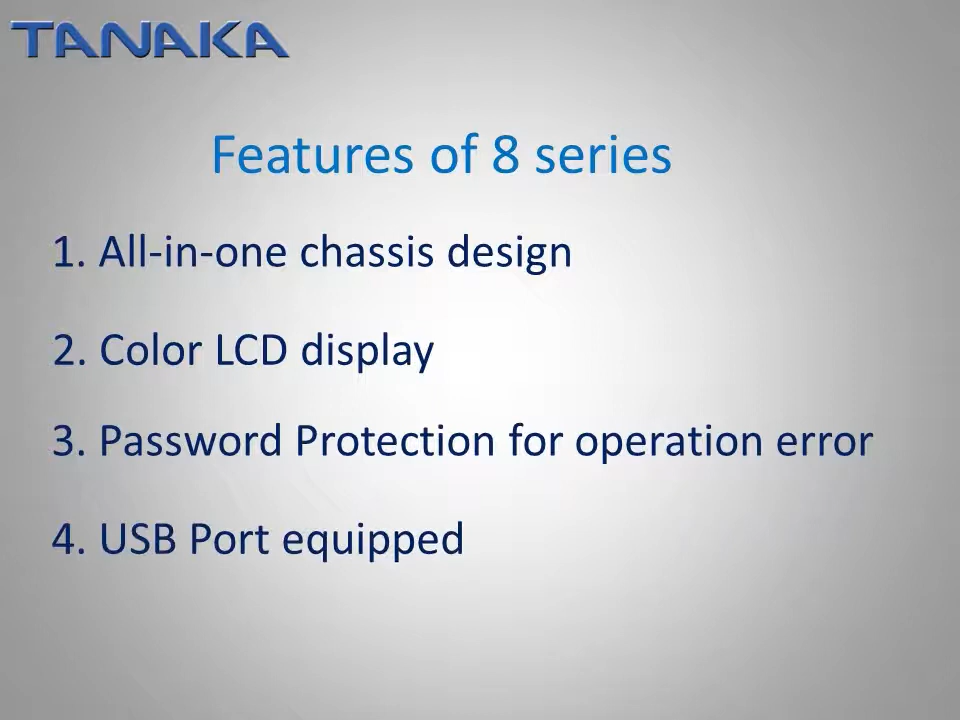 TANAKA
Features of 8 series
1. All-in-one chassis design
2. Color LCD display
3. Password Protection for operation error
4. USB Port equipped